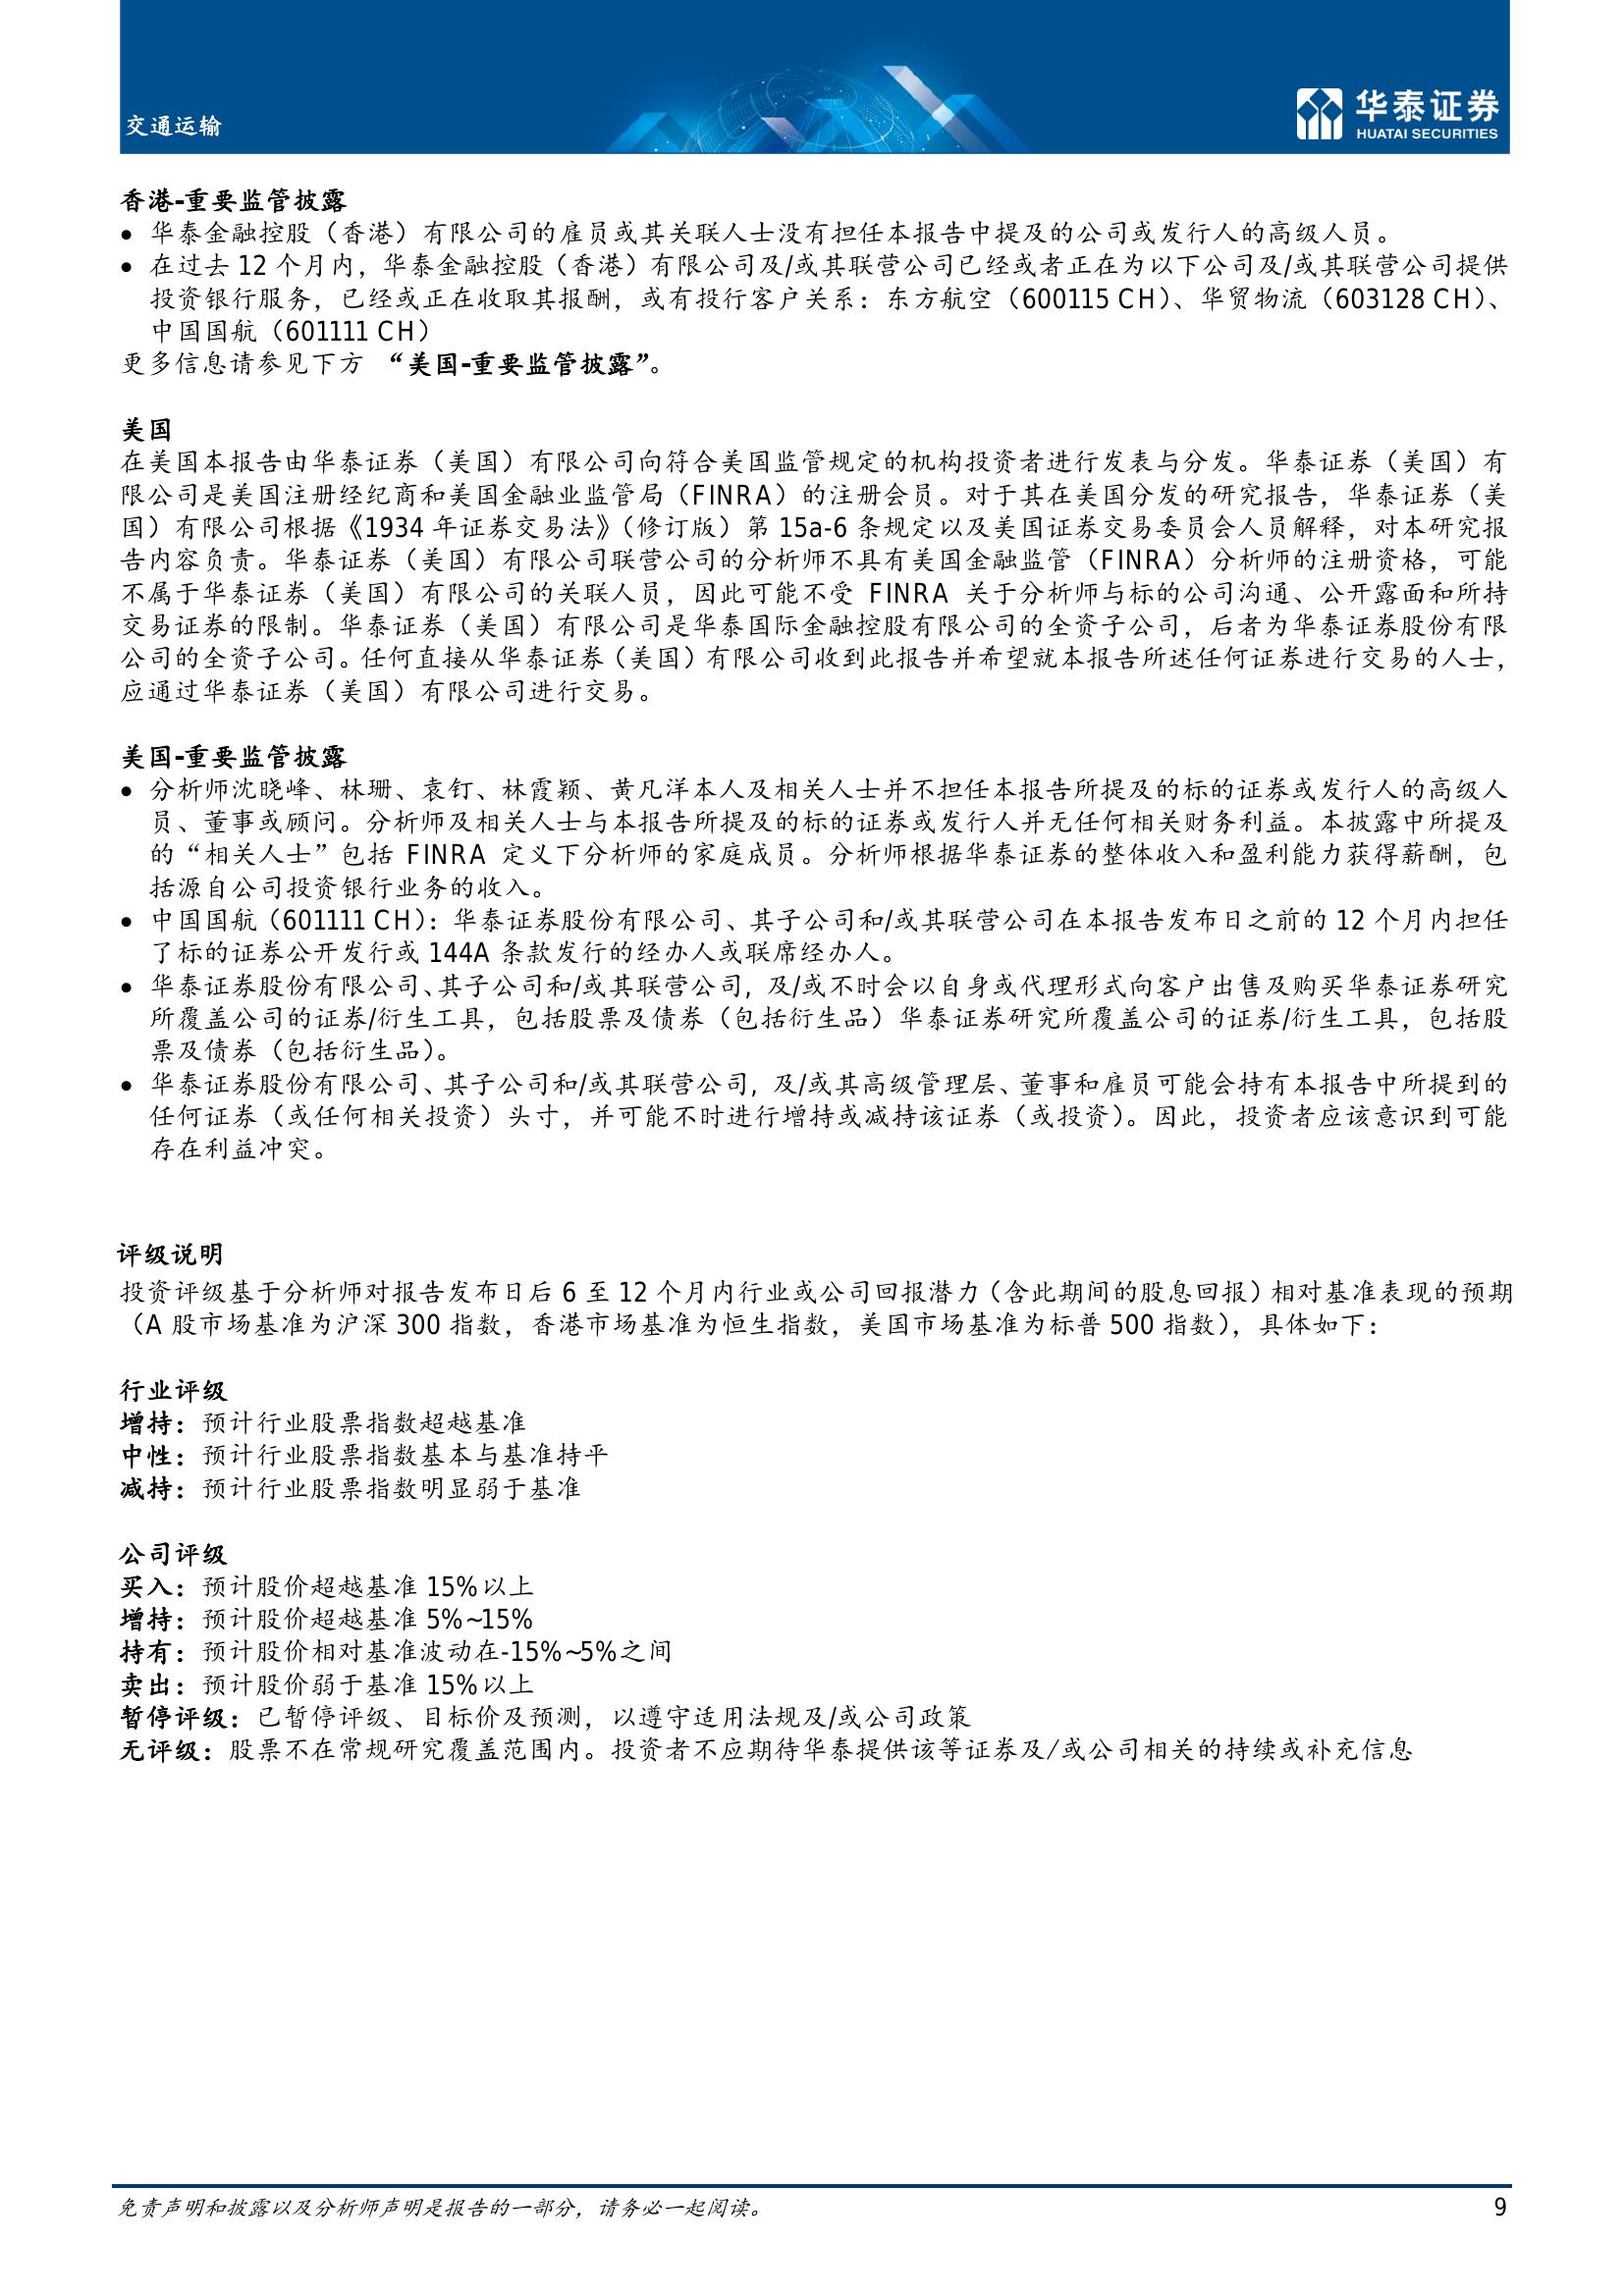 交通运输
华泰证券
HUATAI SECURITIES
香港-重要监管披露
● 华泰金融控股（香港）有限公司的雇员或其关联人士没有担任本报告中提及的公司或发行人的高级人员。
● 在过去 12 个月内，华泰金融控股（香港）有限公司及/或其联营公司已经或者正在为以下公司及/或其联营公司提供
投资银行服务，已经或正在收取其报酬，或有投行客户关系：东方航空（600115 CH）、华贸物流（603128 CH）、
中国国航（601111 CH）
更多信息请参见下方 “美国-重要监管披露”。
美国
在美国本报告由华泰证券（美国）有限公司向符合美国监管规定的机构投资者进行发表与分发。华泰证券（美国）有
限公司是美国注册经纪商和美国金融业监管局（FINRA）的注册会员。对于其在美国分发的研究报告，华泰证券（美
国）有限公司根据《1934 年证券交易法》（修订版）第 15a-6 条规定以及美国证券交易委员会人员解释，对本研究报
告内容负责。华泰证券（美国）有限公司联营公司的分析师不具有美国金融监管（FINRA）分析师的注册资格，可能
不属于华泰证券（美国）有限公司的关联人员，因此可能不受 FINRA 关于分析师与标的公司沟通、公开露面和所持
交易证券的限制。华泰证券（美国）有限公司是华泰国际金融控股有限公司的全资子公司，后者为华泰证券股份有限
公司的全资子公司。任何直接从华泰证券（美国）有限公司收到此报告并希望就本报告所述任何证券进行交易的人士，
应通过华泰证券（美国）有限公司进行交易。
美国-重要监管披露
● 分析师沈晓峰、林珊、袁钉、林霞颖、黄凡洋本人及相关人士并不担任本报告所提及的标的证券或发行人的高级人
员、董事或顾问。分析师及相关人士与本报告所提及的标的证券或发行人并无任何相关财务利益。本披露中所提及
的“相关人士”包括 FINRA 定义下分析师的家庭成员。分析师根据华泰证券的整体收入和盈利能力获得薪酬，包
括源自公司投资银行业务的收入。
● 中国国航（601111 CH）：华泰证券股份有限公司、其子公司和/或其联营公司在本报告发布日之前的 12 个月内担任
了标的证券公开发行或 144A 条款发行的经办人或联席经办人。
● 华泰证券股份有限公司、其子公司和/或其联营公司, 及/或不时会以自身或代理形式向客户出售及购买华泰证券研究
所覆盖公司的证券/衍生工具，包括股票及债券（包括衍生品）华泰证券研究所覆盖公司的证券/衍生工具，包括股
票及债券（包括衍生品）。
● 华泰证券股份有限公司、其子公司和/或其联营公司, 及/或其高级管理层、董事和雇员可能会持有本报告中所提到的
任何证券（或任何相关投资）头寸，并可能不时进行增持或减持该证券（或投资）。因此，投资者应该意识到可能
存在利益冲突。
评级说明
投资评级基于分析师对报告发布日后 6 至 12 个月内行业或公司回报潜力（含此期间的股息回报）相对基准表现的预期
（A 股市场基准为沪深 300 指数，香港市场基准为恒生指数，美国市场基准为标普 500 指数），具体如下：
行业评级
增持：预计行业股票指数超越基准
中性：预计行业股票指数基本与基准持平
减持：预计行业股票指数明显弱于基准
公司评级
买入：预计股价超越基准 15%以上
增持：预计股价超越基准 5%~15%
持有：预计股价相对基准波动在-15%~5%之间
卖出：预计股价弱于基准 15%以上
暂停评级：已暂停评级、目标价及预测，以遵守适用法规及/或公司政策
无评级：股票不在常规研究覆盖范围内。投资者不应期待华泰提供该等证券及/或公司相关的持续或补充信息
免责声明和披露以及分析师声明是报告的一部分，请务必一起阅读。
9